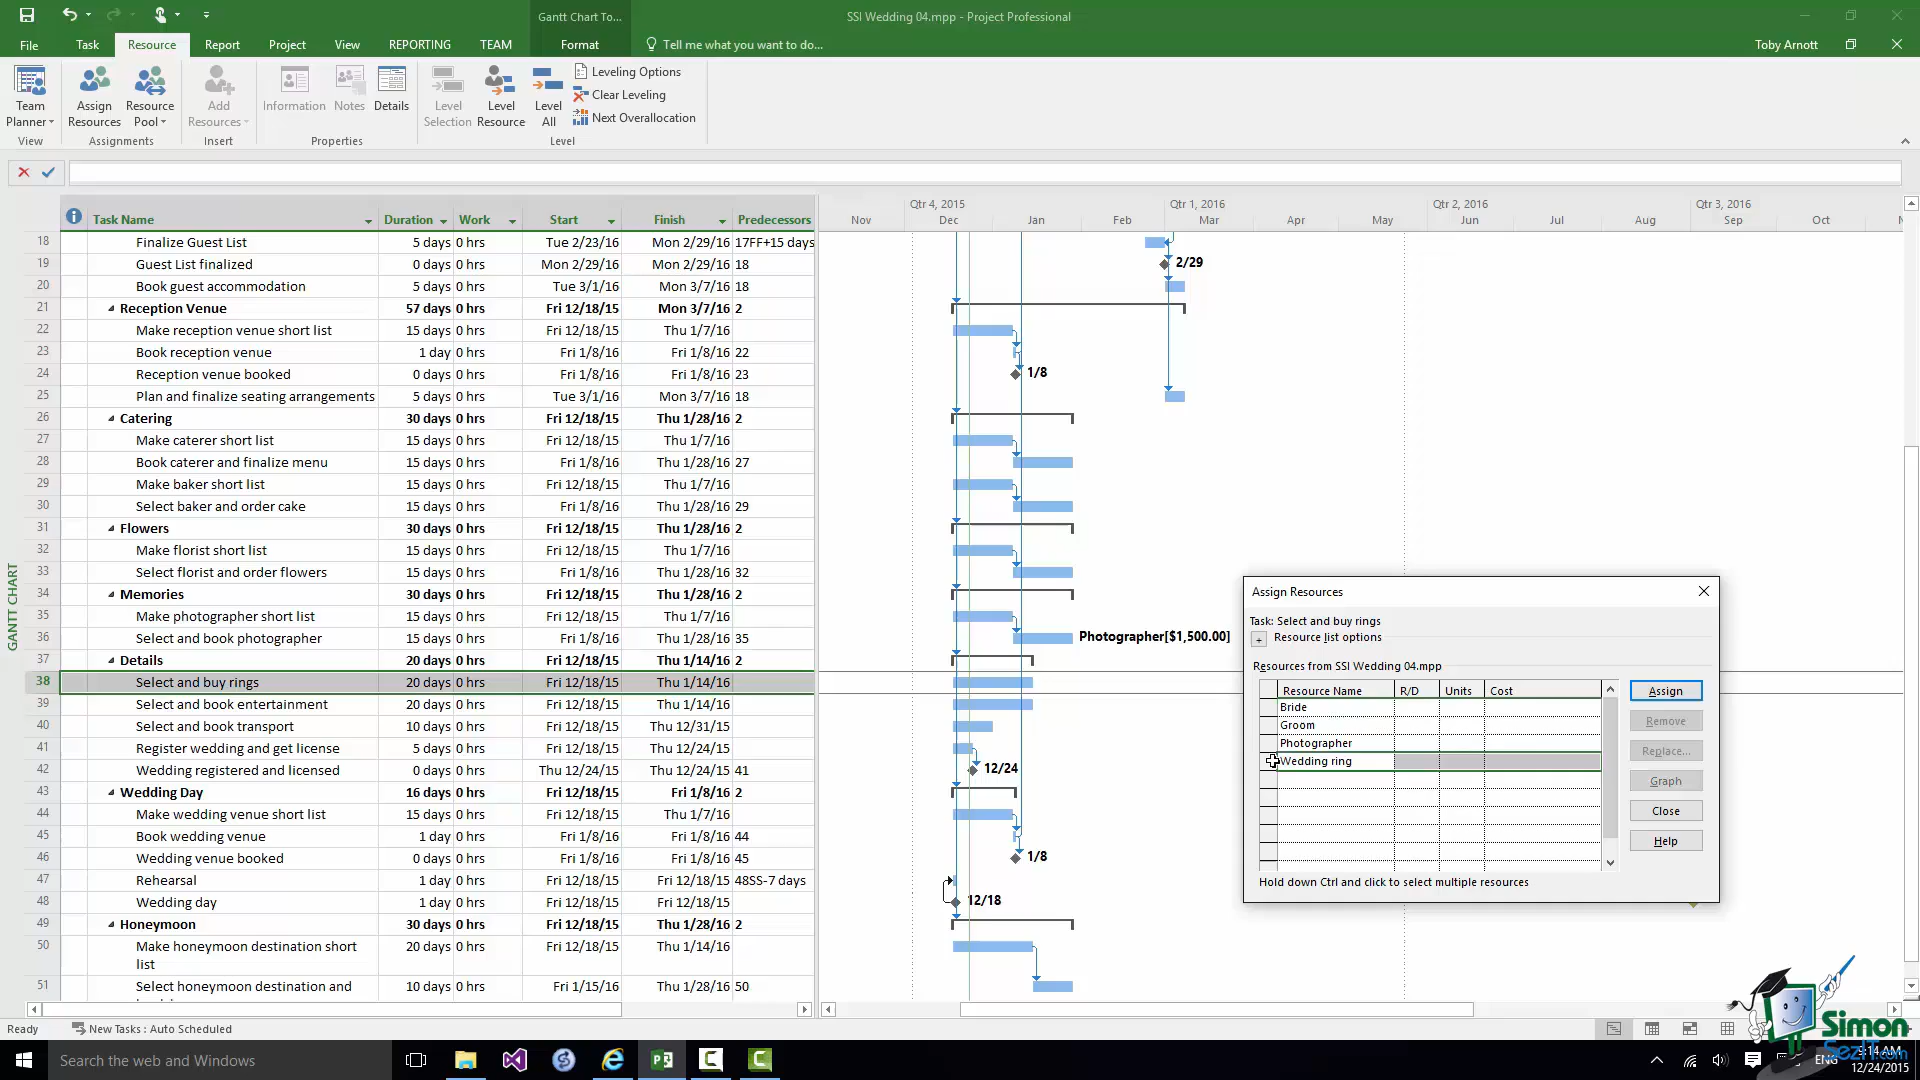 Gantt Chart To...
SSI Wedding 04.mpp - Project Professional
File Task Resource Report Project View REPORTING TEAM Format Tell me what you want to do... Toby Arnott
Team Planner
Assign Resources
Resource Pool
Add Resources
Information
Notes
Details
Level Selection
Level Resource
Level All
Leveling Options
Clear Leveling
Next Overallocation
View Assignments Insert Properties Level
Task Name Duration Work Start Finish Predecessors
Qtr 4, 2015 Qtr 1, 2016 Qtr 2, 2016 Qtr 3, 2016
Nov Dec Jan Feb Mar Apr May Jun Jul Aug Sep Oct
18 Finalize Guest List 5 days 0 hrs Tue 2/23/16 Mon 2/29/16 17FF+15 days
19 Guest List finalized 0 days 0 hrs Mon 2/29/16 Mon 2/29/16 18 2/29
20 Book guest accommodation 5 days 0 hrs Tue 3/1/16 Mon 3/7/16 18
21 Reception Venue 57 days 0 hrs Fri 12/18/15 Mon 3/7/16 2
22 Make reception venue short list 15 days 0 hrs Fri 12/18/15 Thu 1/7/16
23 Book reception venue 1 day 0 hrs Fri 1/8/16 Fri 1/8/16 22
24 Reception venue booked 0 days 0 hrs Fri 1/8/16 Fri 1/8/16 23 1/8
25 Plan and finalize seating arrangements 5 days 0 hrs Tue 3/1/16 Mon 3/7/16 18
26 Catering 30 days 0 hrs Fri 12/18/15 Thu 1/28/16 2
27 Make caterer short list 15 days 0 hrs Fri 12/18/15 Thu 1/7/16
28 Book caterer and finalize menu 15 days 0 hrs Fri 1/8/16 Thu 1/28/16 27
29 Make baker short list 15 days 0 hrs Fri 12/18/15 Thu 1/7/16
30 Select baker and order cake 15 days 0 hrs Fri 1/8/16 Thu 1/28/16 29
31 Flowers 30 days 0 hrs Fri 12/18/15 Thu 1/28/16 2
32 Make florist short list 15 days 0 hrs Fri 12/18/15 Thu 1/7/16
33 Select florist and order flowers 15 days 0 hrs Fri 1/8/16 Thu 1/28/16 32
34 Memories 30 days 0 hrs Fri 12/18/15 Thu 1/28/16 2
35 Make photographer short list 15 days 0 hrs Fri 12/18/15 Thu 1/7/16
36 Select and book photographer 15 days 0 hrs Fri 1/8/16 Thu 1/28/16 35 Photographer[$1,500.00]
37 Details 20 days 0 hrs Fri 12/18/15 Thu 1/14/16 2
38 Select and buy rings 20 days 0 hrs Fri 12/18/15 Thu 1/14/16
39 Select and book entertainment 20 days 0 hrs Fri 12/18/15 Thu 1/14/16
40 Select and book transport 10 days 0 hrs Fri 12/18/15 Thu 12/31/15
41 Register wedding and get license 5 days 0 hrs Fri 12/18/15 Thu 12/24/15
42 Wedding registered and licensed 0 days 0 hrs Thu 12/24/15 Thu 12/24/15 41 12/24
43 Wedding Day 16 days 0 hrs Fri 12/18/15 Fri 1/8/16 2
44 Make wedding venue short list 15 days 0 hrs Fri 12/18/15 Thu 1/7/16
45 Book wedding venue 1 day 0 hrs Fri 1/8/16 Fri 1/8/16 44
46 Wedding venue booked 0 days 0 hrs Fri 1/8/16 Fri 1/8/16 45 1/8
47 Rehearsal 1 day 0 hrs Fri 12/18/15 Fri 12/18/15 48SS-7 days
48 Wedding day 1 day 0 hrs Fri 12/18/15 Fri 12/18/15 12/18
49 Honeymoon 30 days 0 hrs Fri 12/18/15 Thu 1/28/16 2
50 Make honeymoon destination short list 20 days 0 hrs Fri 12/18/15 Thu 1/14/16
51 Select honeymoon destination and 10 days 0 hrs Fri 1/15/16 Thu 1/28/16 50
GANTT CHART
Assign Resources
Task: Select and buy rings
+ Resource list options
Resources from SSI Wedding 04.mpp
Resource Name R/D Units Cost
Bride
Groom
Photographer
Wedding ring
Assign
Remove
Replace...
Graph
Close
Help
Hold down Ctrl and click to select multiple resources
Ready New Tasks : Auto Scheduled
Search the web and Windows
ENG
12/24/2015
Simon
SezIT.com